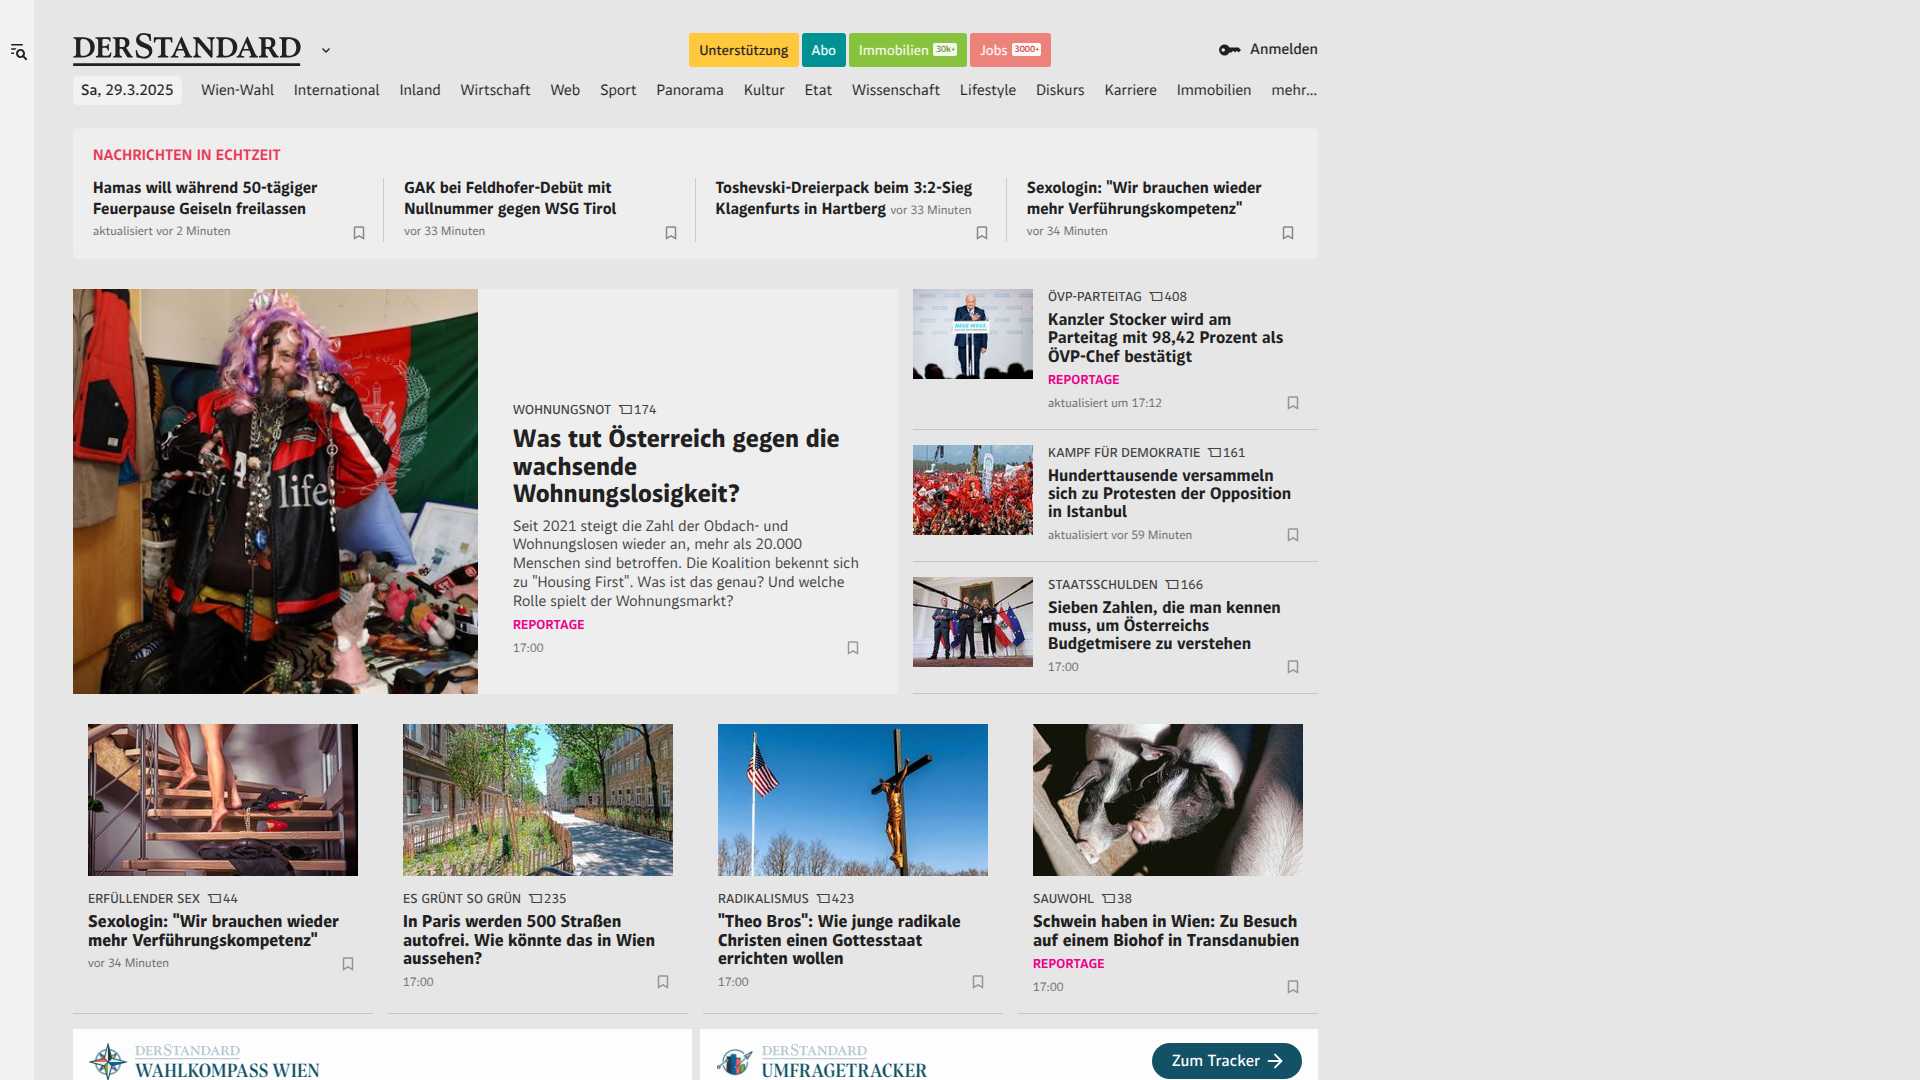 DERSTANDARD
Unterstützung
Abo
Immobilien 30k+
Jobs 3000+
Anmelden
Sa, 29.3.2025
Wien-Wahl
International
Inland
Wirtschaft
Web
Sport
Panorama
Kultur
Etat
Wissenschaft
Lifestyle
Diskurs
Karriere
Immobilien
mehr...
NACHRICHTEN IN ECHTZEIT
Hamas will während 50-tägiger
Feuerpause Geiseln freilassen
aktualisiert vor 2 Minuten
GAK bei Feldhofer-Debüt mit
Nullnummer gegen WSG Tirol
vor 33 Minuten
Toshevski-Dreierpack beim 3:2-Sieg
Klagenfurts in Hartberg vor 33 Minuten
Sexologin: "Wir brauchen wieder
mehr Verführungskompetenz"
vor 34 Minuten
life
WOHNUNGSNOT 174
Was tut Österreich gegen die
wachsende
Wohnungslosigkeit?
Seit 2021 steigt die Zahl der Obdach- und
Wohnungslosen wieder an, mehr als 20.000
Menschen sind betroffen. Die Koalition bekennt sich
zu "Housing First". Was ist das genau? Und welche
Rolle spielt der Wohnungsmarkt?
REPORTAGE
17:00
ÖVP-PARTEITAG 408
Kanzler Stocker wird am
Parteitag mit 98,42 Prozent als
ÖVP-Chef bestätigt
REPORTAGE
aktualisiert um 17:12
KAMPF FÜR DEMOKRATIE 161
Hunderttausende versammeln
sich zu Protesten der Opposition
in Istanbul
aktualisiert vor 59 Minuten
STAATSSCHULDEN 166
Sieben Zahlen, die man kennen
muss, um Österreichs
Budgetmisere zu verstehen
17:00
ERFÜLLENDER SEX 44
Sexologin: "Wir brauchen wieder
mehr Verführungskompetenz"
vor 34 Minuten
ES GRÜNT SO GRÜN 235
In Paris werden 500 Straßen
autofrei. Wie könnte das in Wien
aussehen?
17:00
RADIKALISMUS 423
"Theo Bros": Wie junge radikale
Christen einen Gottesstaat
errichten wollen
17:00
SAUWOHL 38
Schwein haben in Wien: Zu Besuch
auf einem Biohof in Transdanubien
REPORTAGE
17:00
DERSTANDARD
WAHLKOMPASS WIEN
DERSTANDARD
UMFRAGETRACKER
Zum Tracker